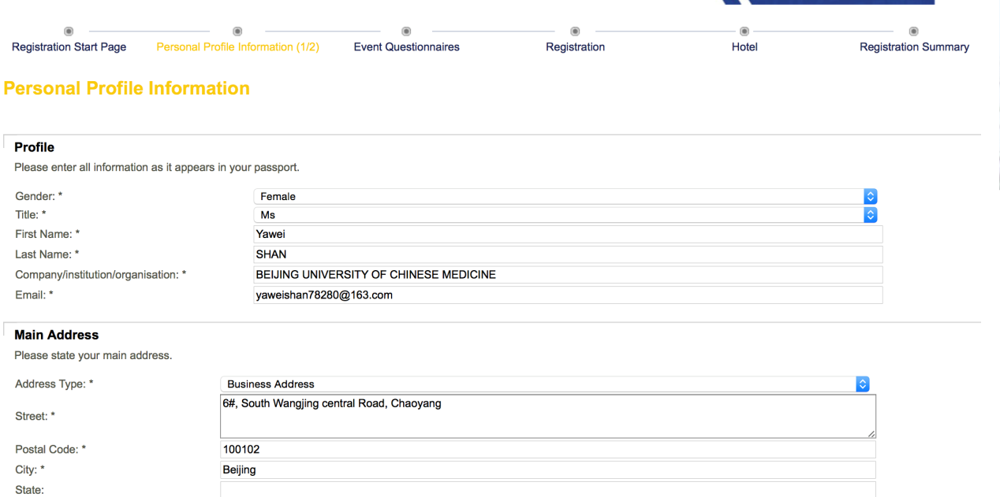 Registration Start Page Personal Profile Information (1/2) Event Questionnaires Registration Hotel Registration Summary
Personal Profile Information
Profile
Please enter all information as it appears in your passport.
Gender: * Female
Title: * Ms
First Name: * Yawei
Last Name: * SHAN
Company/institution/organisation: * BEIJING UNIVERSITY OF CHINESE MEDICINE
Email: * yaweishan78280@163.com
Main Address
Please state your main address.
Address Type: * Business Address
Street: * 6#, South Wangjing central Road, Chaoyang
Postal Code: * 100102
City: * Beijing
State: